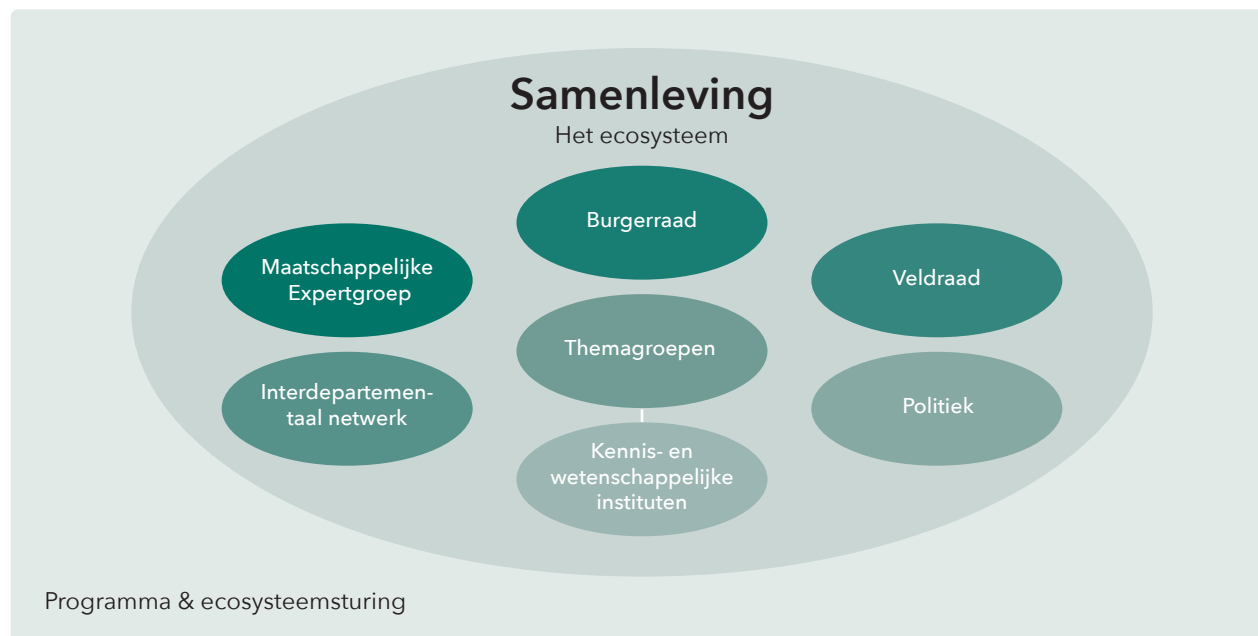 Samenleving
Het ecosysteem
Burgerraad
Maatschappelijke
Expertgroep
Veldraad
Themagroepen
Interdepartemen-
taal netwerk
Politiek
Kennis- en
wetenschappelijke
instituten
Programma & ecosysteemsturing